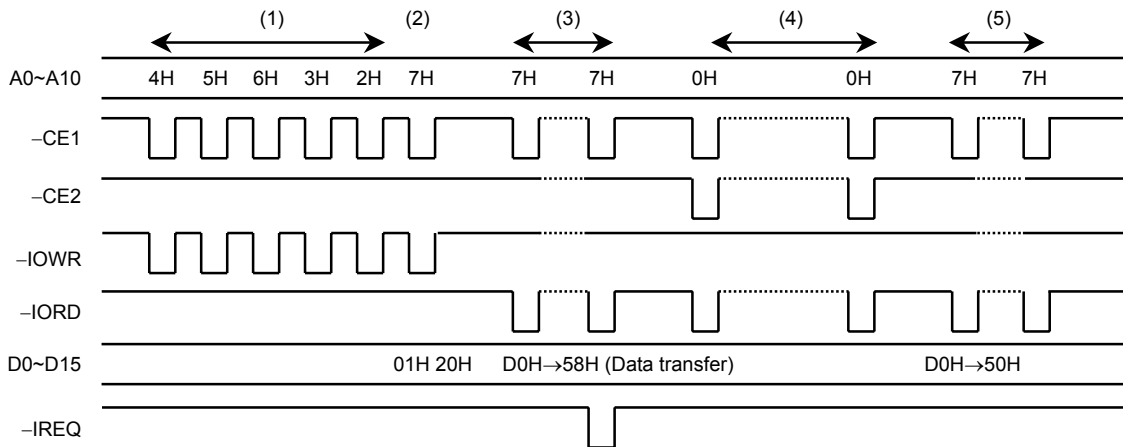 (1) (2) (3) (4) (5)
A0~A10 4H 5H 6H 3H 2H 7H 7H 7H 0H 0H 7H 7H
−CE1
−CE2
−IOWR
−IORD
D0~D15 01H 20H D0H→58H (Data transfer) D0H→50H
−IREQ